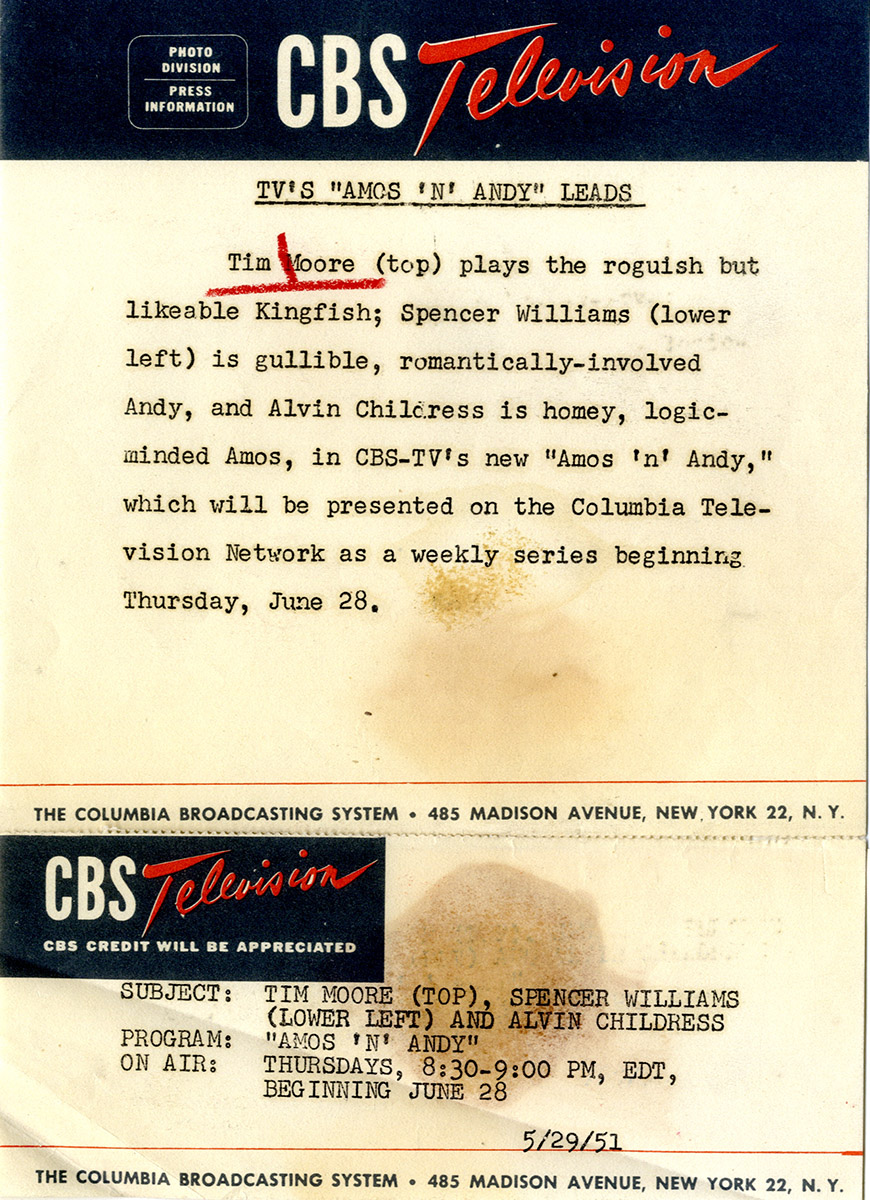 PHOTO
DIVISION
PRESS
INFORMATION
CBS Television
TV'S "AMOS 'N' ANDY" LEADS
Tim Moore (top) plays the roguish but
likeable Kingfish; Spencer Williams (lower
left) is gullible, romantically-involved
Andy, and Alvin Childress is homey, logic-
minded Amos, in CBS-TV's new "Amos 'n' Andy,"
which will be presented on the Columbia Tele-
vision Network as a weekly series beginning
Thursday, June 28.
THE COLUMBIA BROADCASTING SYSTEM • 485 MADISON AVENUE, NEW YORK 22, N. Y.
CBS Television
CBS CREDIT WILL BE APPRECIATED
SUBJECT: TIM MOORE (TOP), SPENCER WILLIAMS
(LOWER LEFT) AND ALVIN CHILDRESS
PROGRAM: "AMOS 'N' ANDY"
ON AIR: THURSDAYS, 8:30-9:00 PM, EDT,
BEGINNING JUNE 28
5/29/51
THE COLUMBIA BROADCASTING SYSTEM • 485 MADISON AVENUE, NEW YORK 22, N. Y.